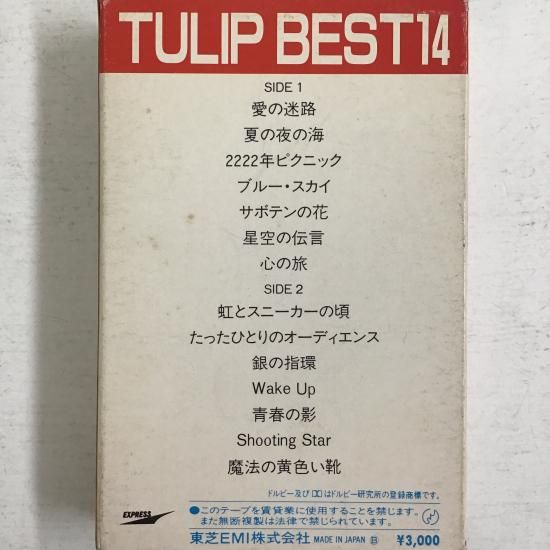 TULIP BEST14
SIDE 1
愛の迷路
夏の夜の海
2222年ピクニック
ブルー・スカイ
サボテンの花
星空の伝言
心の旅
SIDE 2
虹とスニーカーの頃
たったひとりのオーディエンス
銀の指環
Wake Up
青春の影
Shooting Star
魔法の黄色い靴
ドルビー及び はドルビー研究所の登録商標です。
EXPRESS
●このテープを賃貸業に使用することを禁じます。
また無断複製は法律で禁じられています。
東芝EMI株式会社 MADE IN JAPAN Ⓑ ¥3,000